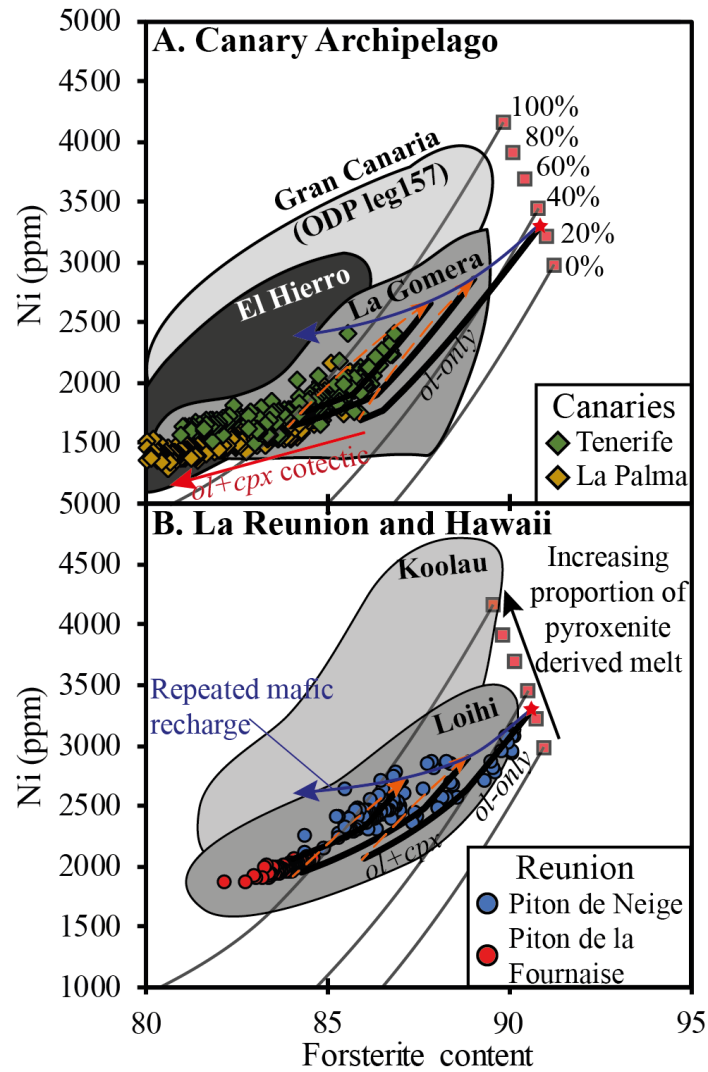 A. Canary Archipelago
5000
4500
4000
3500
3000
2500
2000
1500
Ni (ppm)
Gran Canaria
(ODP leg157)
El Hierro
La Gomera
ol-only
ol+cpx cotectic
100%
80%
60%
40%
20%
0%
Canaries
Tenerife
La Palma
B. La Reunion and Hawaii
5000
4500
4000
3500
3000
2500
2000
1500
1000
Ni (ppm)
Koolau
Increasing
proportion of
pyroxenite
derived melt
Repeated mafic
recharge
Loihi
ol-only
ol+cpx
Reunion
Piton de Neige
Piton de la
Fournaise
80
85
90
95
Forsterite content